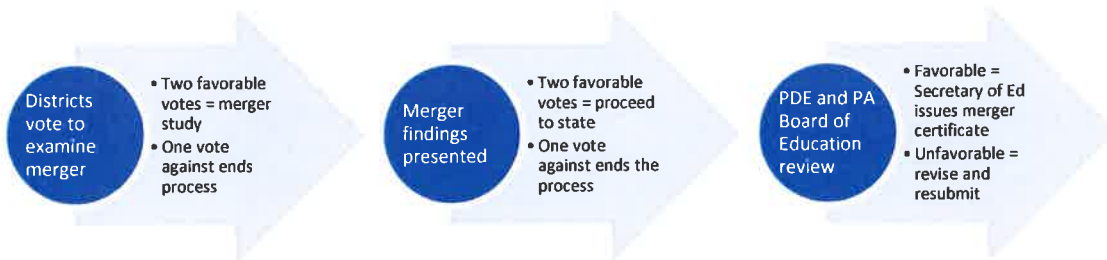 Districts
vote to
examine
merger
• Two favorable
votes = merger
study
• One vote
against ends
process
Merger
findings
presented
• Two favorable
votes = proceed
to state
• One vote
against ends the
process
PDE and PA
Board of
Education
review
• Favorable =
Secretary of Ed
issues merger
certificate
• Unfavorable =
revise and
resubmit